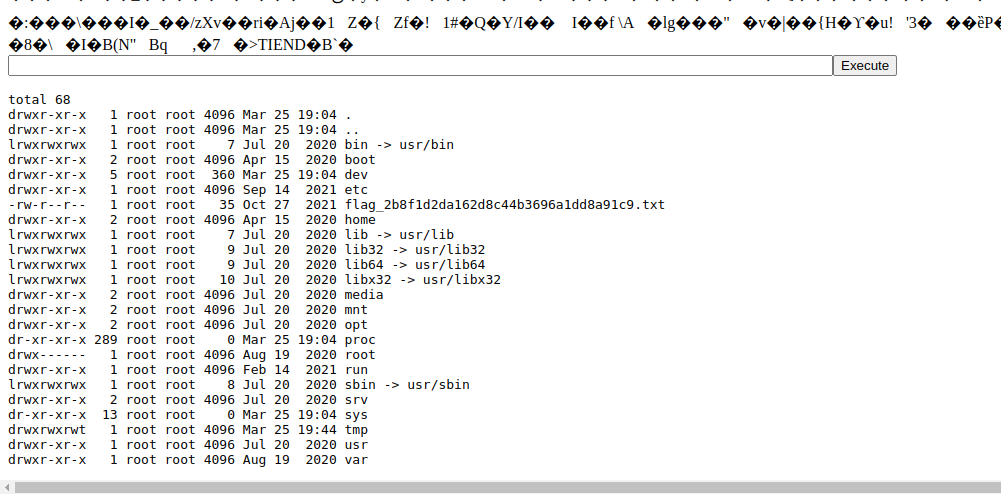 �:���\���I�_��/zXv��ri�Aj��1 Z�{ Zf�! 1#�Q�Y/I�� I��f \A �lg���" �v�|��{H�ϒ�u! '3� ��ȅP�
�8�\ �I�B(N" Bq ,�7 �>TIEND�B`�
Execute
total 68
drwxr-xr-x 1 root root 4096 Mar 25 19:04 .
drwxr-xr-x 1 root root 4096 Mar 25 19:04 ..
lrwxrwxrwx 1 root root 7 Jul 20 2020 bin -> usr/bin
drwxr-xr-x 2 root root 4096 Apr 15 2020 boot
drwxr-xr-x 5 root root 360 Mar 25 19:04 dev
drwxr-xr-x 1 root root 4096 Sep 14 2021 etc
-rw-r--r-- 1 root root 35 Oct 27 2021 flag_2b8f1d2da162d8c44b3696a1dd8a91c9.txt
drwxr-xr-x 2 root root 4096 Apr 15 2020 home
lrwxrwxrwx 1 root root 7 Jul 20 2020 lib -> usr/lib
lrwxrwxrwx 1 root root 9 Jul 20 2020 lib32 -> usr/lib32
lrwxrwxrwx 1 root root 9 Jul 20 2020 lib64 -> usr/lib64
lrwxrwxrwx 1 root root 10 Jul 20 2020 libx32 -> usr/libx32
drwxr-xr-x 2 root root 4096 Jul 20 2020 media
drwxr-xr-x 2 root root 4096 Jul 20 2020 mnt
drwxr-xr-x 2 root root 4096 Jul 20 2020 opt
dr-xr-xr-x 289 root root 0 Mar 25 19:04 proc
drwx------ 1 root root 4096 Aug 19 2020 root
drwxr-xr-x 1 root root 4096 Feb 14 2021 run
lrwxrwxrwx 1 root root 8 Jul 20 2020 sbin -> usr/sbin
drwxr-xr-x 2 root root 4096 Jul 20 2020 srv
dr-xr-xr-x 13 root root 0 Mar 25 19:04 sys
drwxrwxrwt 1 root root 4096 Mar 25 19:44 tmp
drwxr-xr-x 1 root root 4096 Jul 20 2020 usr
drwxr-xr-x 1 root root 4096 Aug 19 2020 var